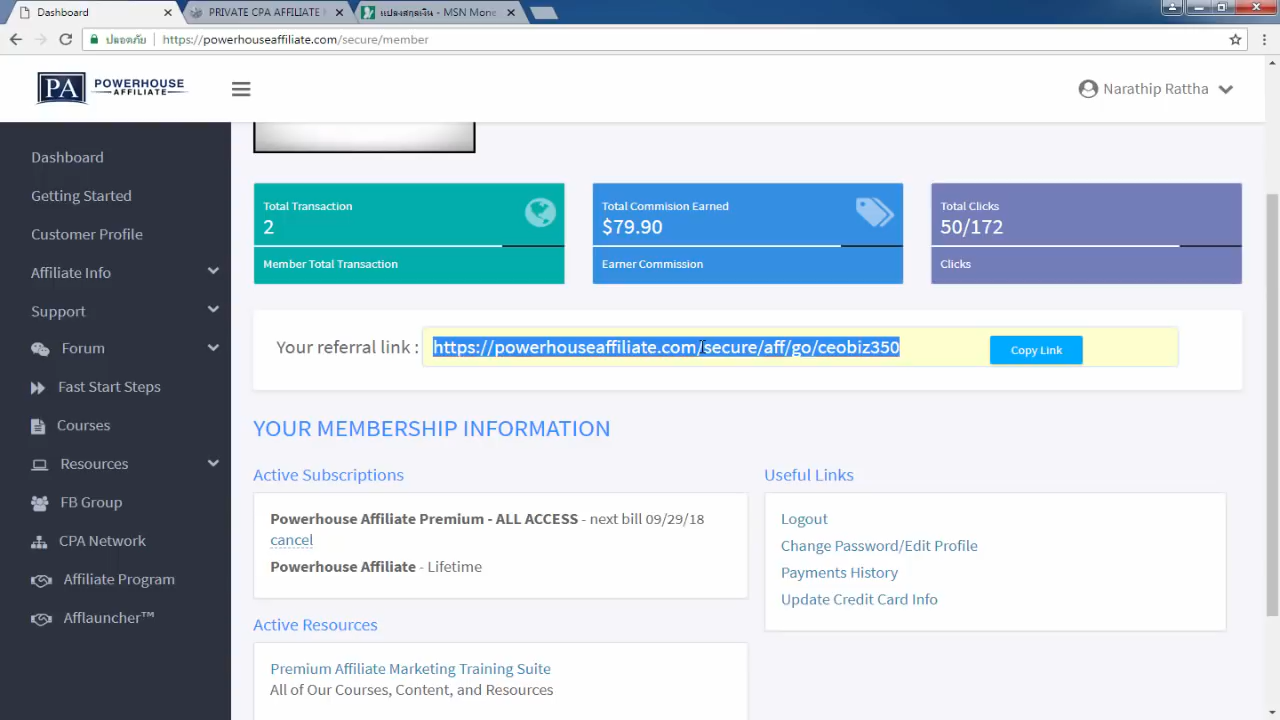 Dashboard
PRIVATE CPA AFFILIATE
แปลงสกุลเงิน - MSN Mone
ปลอดภัย
https://powerhouseaffiliate.com/secure/member
PA
POWERHOUSE
AFFILIATE
Narathip Rattha
Dashboard
Getting Started
Customer Profile
Affiliate Info
Support
Forum
Fast Start Steps
Courses
Resources
FB Group
CPA Network
Affiliate Program
Afflauncher™
Total Transaction
2
Member Total Transaction
Total Commision Earned
$79.90
Earner Commission
Total Clicks
50/172
Clicks
Your referral link :
https://powerhouseaffiliate.com/secure/aff/go/ceobiz350
Copy Link
YOUR MEMBERSHIP INFORMATION
Active Subscriptions
Powerhouse Affiliate Premium - ALL ACCESS - next bill 09/29/18
cancel
Powerhouse Affiliate - Lifetime
Useful Links
Logout
Change Password/Edit Profile
Payments History
Update Credit Card Info
Active Resources
Premium Affiliate Marketing Training Suite
All of Our Courses, Content, and Resources